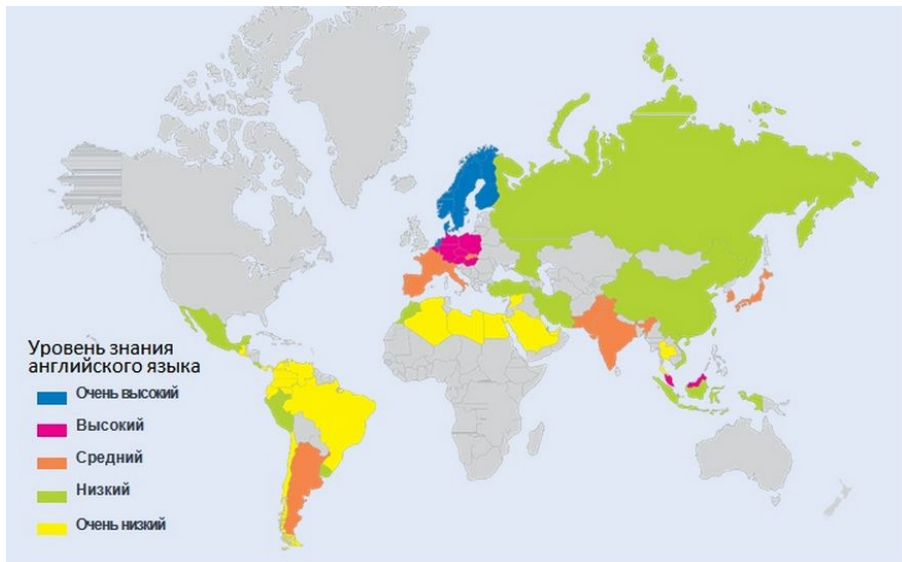 Уровень знания
английского языка
Очень высокий
Высокий
Средний
Низкий
Очень низкий